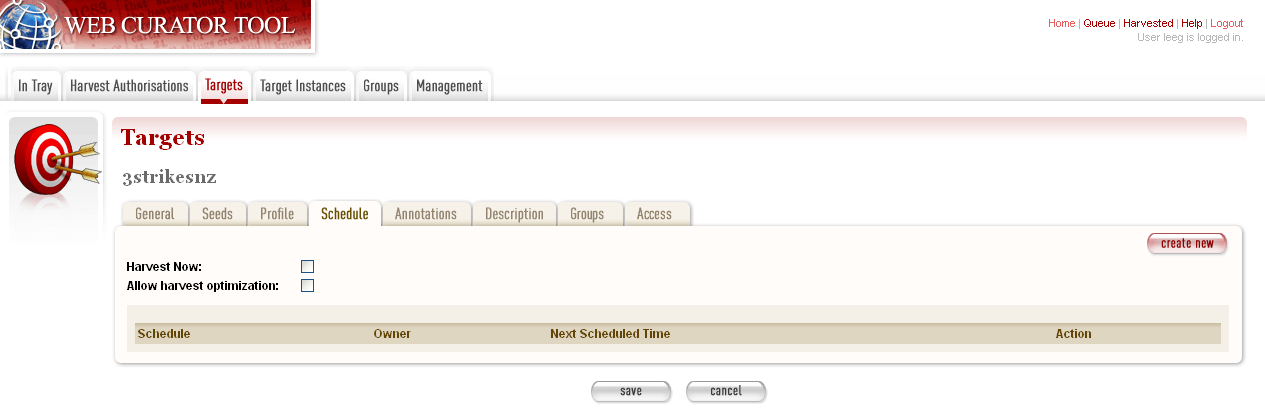 WEB CURATOR TOOL
Home | Queue | Harvested | Help | Logout
User leeg is logged in.
In Tray Harvest Authorisations Targets Target Instances Groups Management
Targets
3strikesnz
General Seeds Profile Schedule Annotations Description Groups Access
create new
Harvest Now:
Allow harvest optimization:
Schedule Owner Next Scheduled Time Action
save cancel